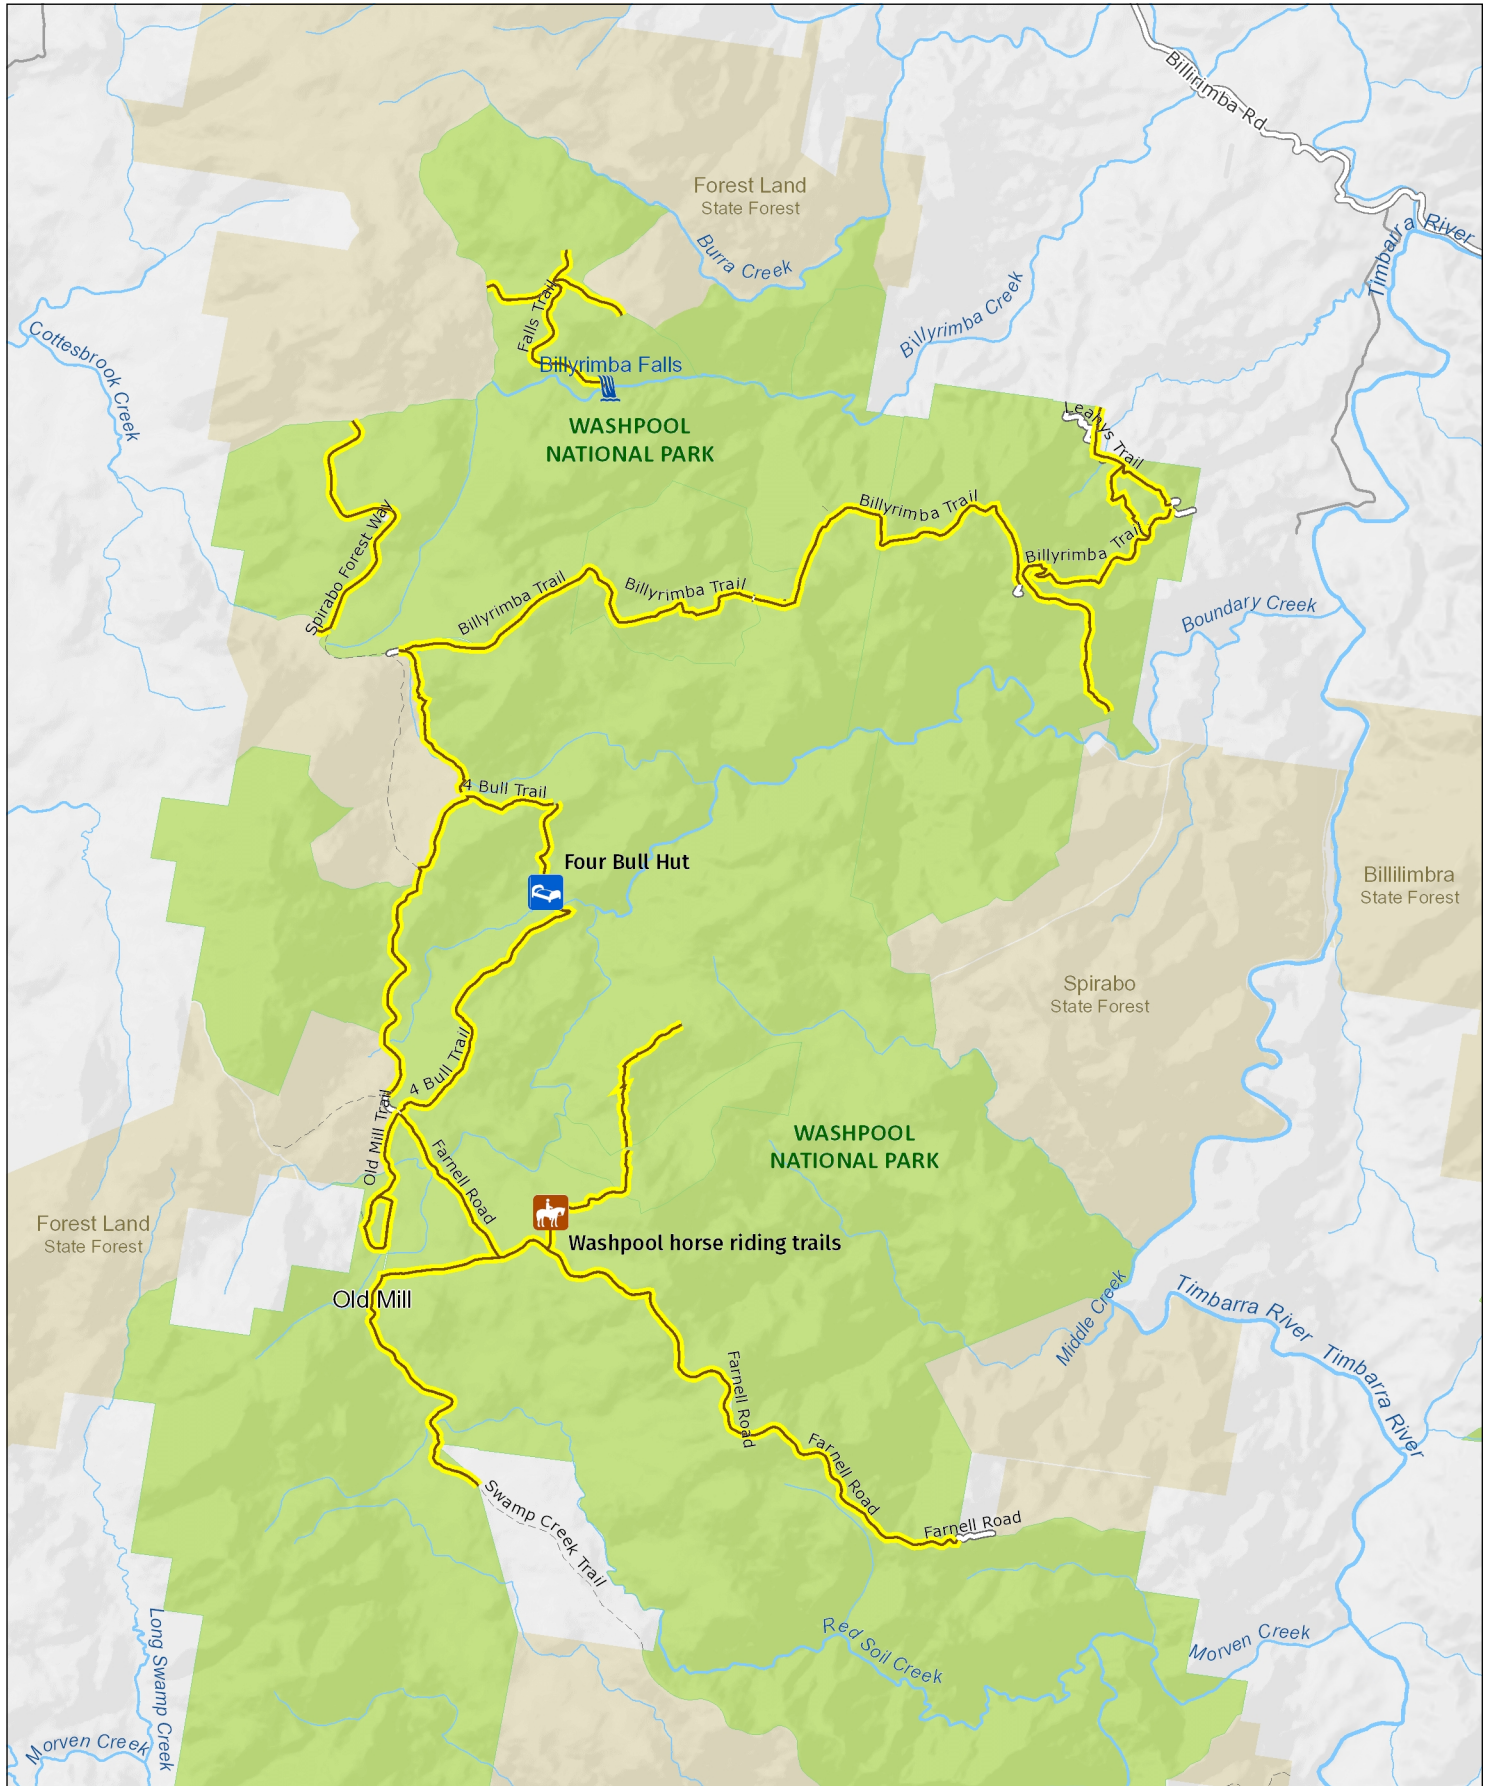 Billirimba Rd
Forest Land
State Forest
Timbarra River
Burra Creek
Billyrimba Creek
Falls Trail
Cottesbrook Creek
Billyrimba Falls
WASHPOOL
NATIONAL PARK
Leahys Trail
Spirabo Forest Way
Billyrimba Trail
Billyrimba Trail
Billyrimba Trail
Billyrimba Trail
Boundary Creek
4 Bull Trail
Four Bull Hut
Billilimbra
State Forest
Spirabo
State Forest
4 Bull Trail
Old Mill Trail
Farnell Road
WASHPOOL
NATIONAL PARK
Forest Land
State Forest
Washpool horse riding trails
Old Mill
Middle Creek
Timbarra River
Timbarra River
Farnell Road
Farnell Road
Farnell Road
Swamp Creek Trail
Red Soil Creek
Morven Creek
Long Swamp Creek
Morven Creek